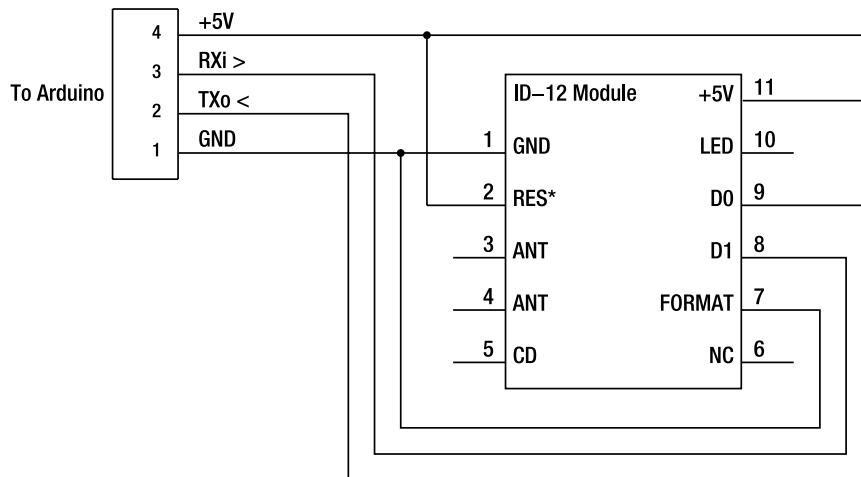 To Arduino
4 +5V
3 RXi >
2 TXo <
1 GND
ID–12 Module
1 GND
2 RES*
3 ANT
4 ANT
5 CD
+5V 11
LED 10
D0 9
D1 8
FORMAT 7
NC 6